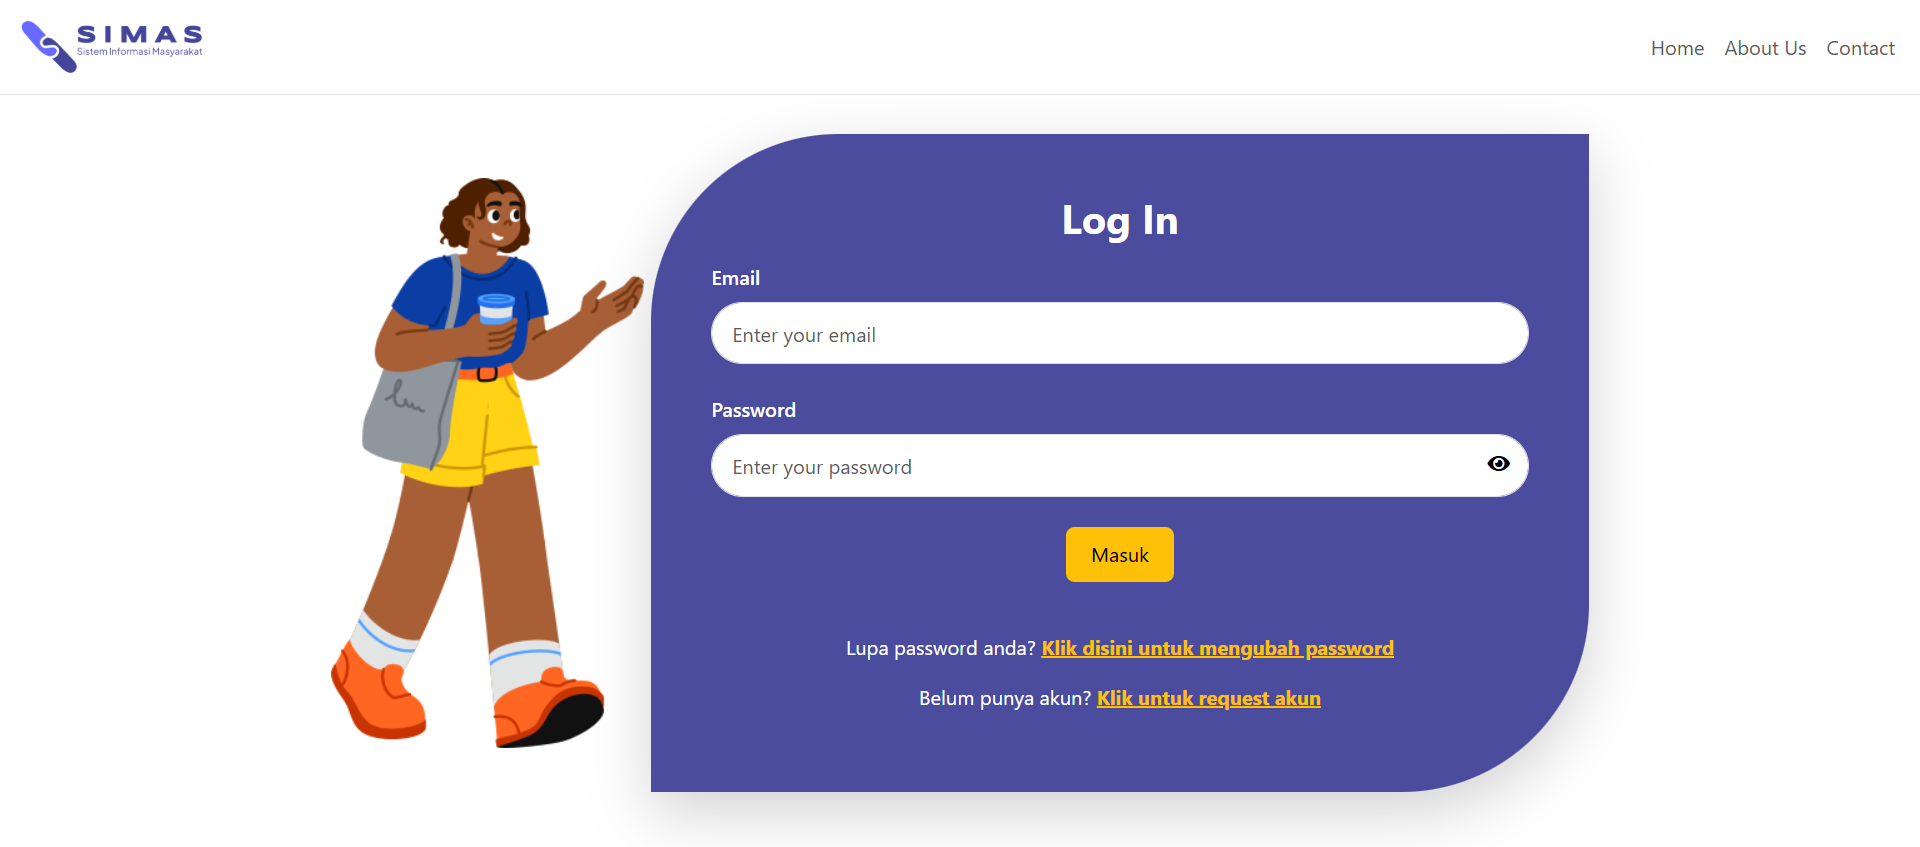 SIMAS
Sistem Informasi Masyarakat
Home About Us Contact
Log In
Email
Enter your email
Password
Enter your password
Masuk
Lupa password anda? Klik disini untuk mengubah password
Belum punya akun? Klik untuk request akun